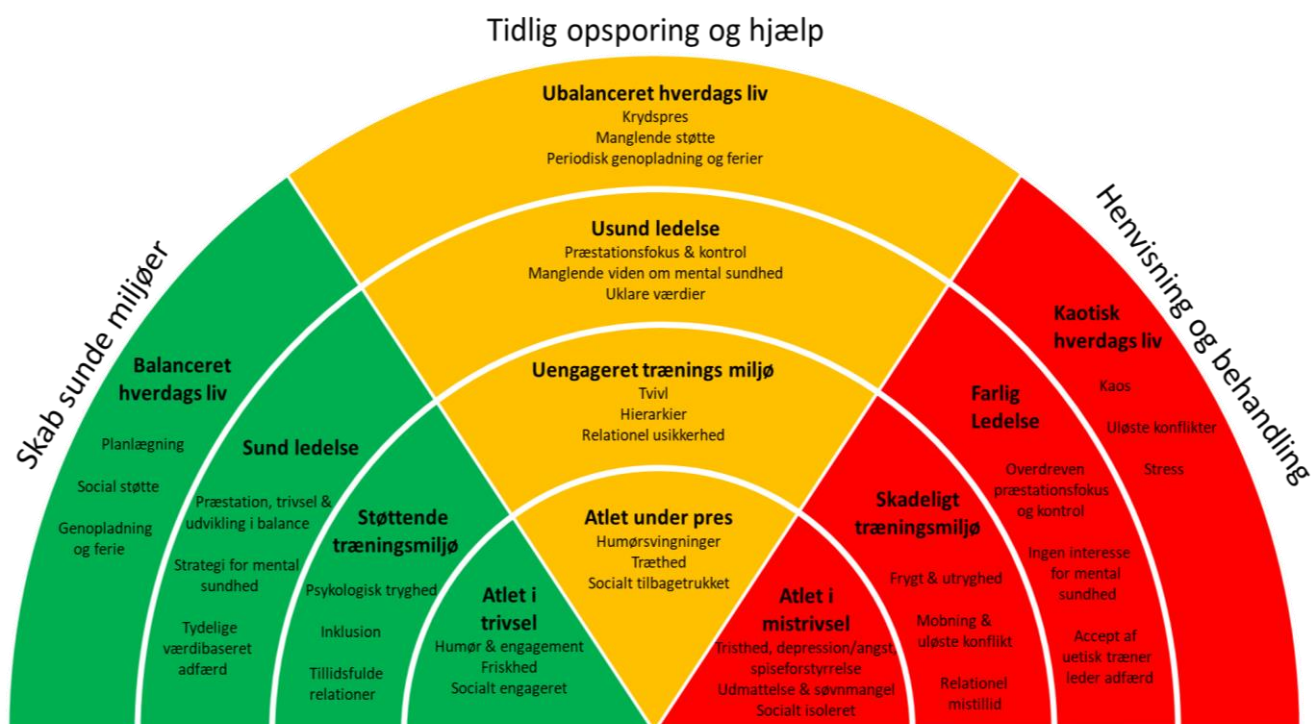 Tidlig opsporing og hjælp
Ubalanceret hverdags liv
Krydspres
Manglende støtte
Periodisk genopladning og ferier
Usund ledelse
Præstationsfokus & kontrol
Manglende viden om mental sundhed
Uklare værdier
Uengageret trænings miljø
Tvivl
Hierarkier
Relationel usikkerhed
Atlet under pres
Humørsvingninger
Træthed
Socialt tilbagetrukket
Skab sunde miljøer
Balanceret
hverdags liv
Planlægning
Social støtte
Genopladning
og ferie
Sund ledelse
Præstation, trivsel &
udvikling i balance
Strategi for mental
sundhed
Tydelige
værdibaseret
adfærd
Støttende
træningsmiljø
Psykologisk tryghed
Inklusion
Tillidsfulde
relationer
Atlet i
trivsel
Humør & engagement
Friskhed
Socialt engageret
Henvisning og behandling
Kaotisk
hverdags liv
Kaos
Uløste konflikter
Stress
Farlig
Ledelse
Overdreven
præstationsfokus
og kontrol
Ingen interesse
for mental
sundhed
Accept af
uetisk træner
leder adfærd
Skadeligt
træningsmiljø
Frygt & utryghed
Mobning &
uløste konflikt
Relationel
mistillid
Atlet i
mistrivsel
Tristhed, depression/angst,
spiseforstyrrelse
Udmattelse & søvnmangel
Socialt isoleret